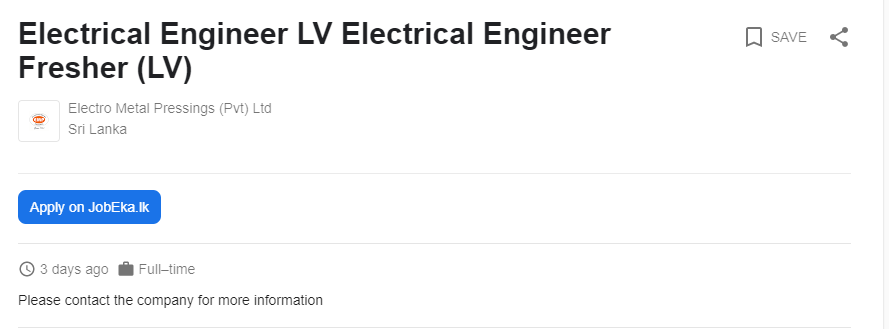 Electrical Engineer LV Electrical Engineer
Fresher (LV)
SAVE
Electro Metal Pressings (Pvt) Ltd
Sri Lanka
Apply on JobEka.lk
3 days ago Full–time
Please contact the company for more information